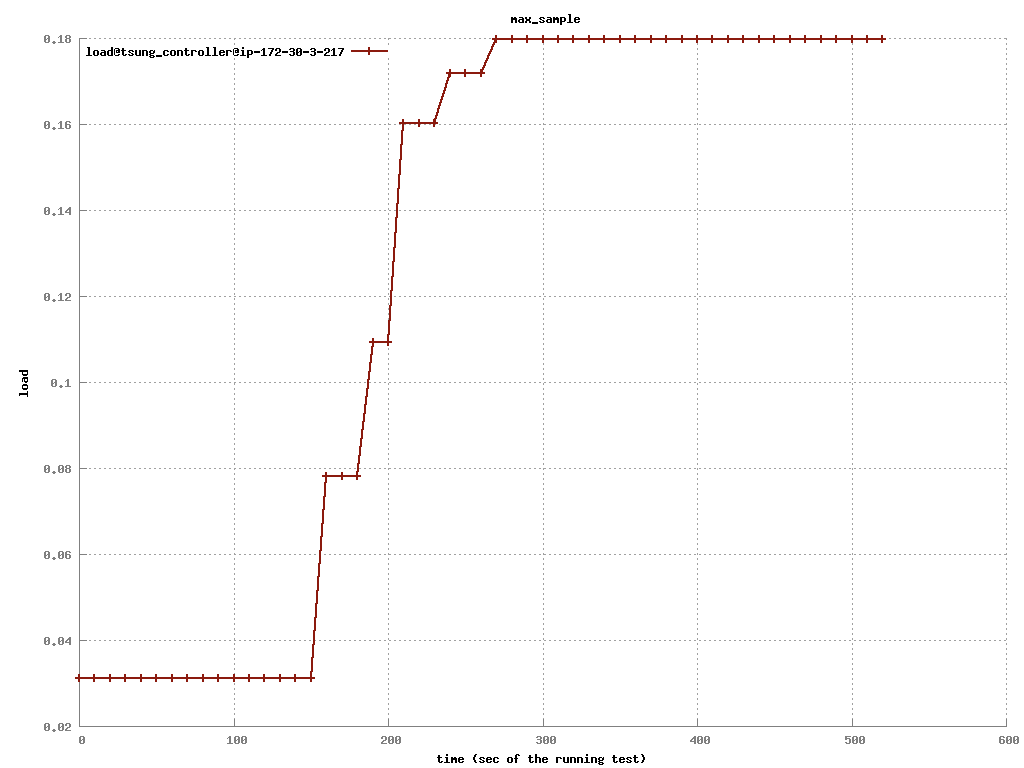 max_sample
load@tsung_controller@ip-172-30-3-217
0.18
0.16
0.14
0.12
0.1
0.08
0.06
0.04
0.02
load
0 100 200 300 400 500 600
time (sec of the running test)